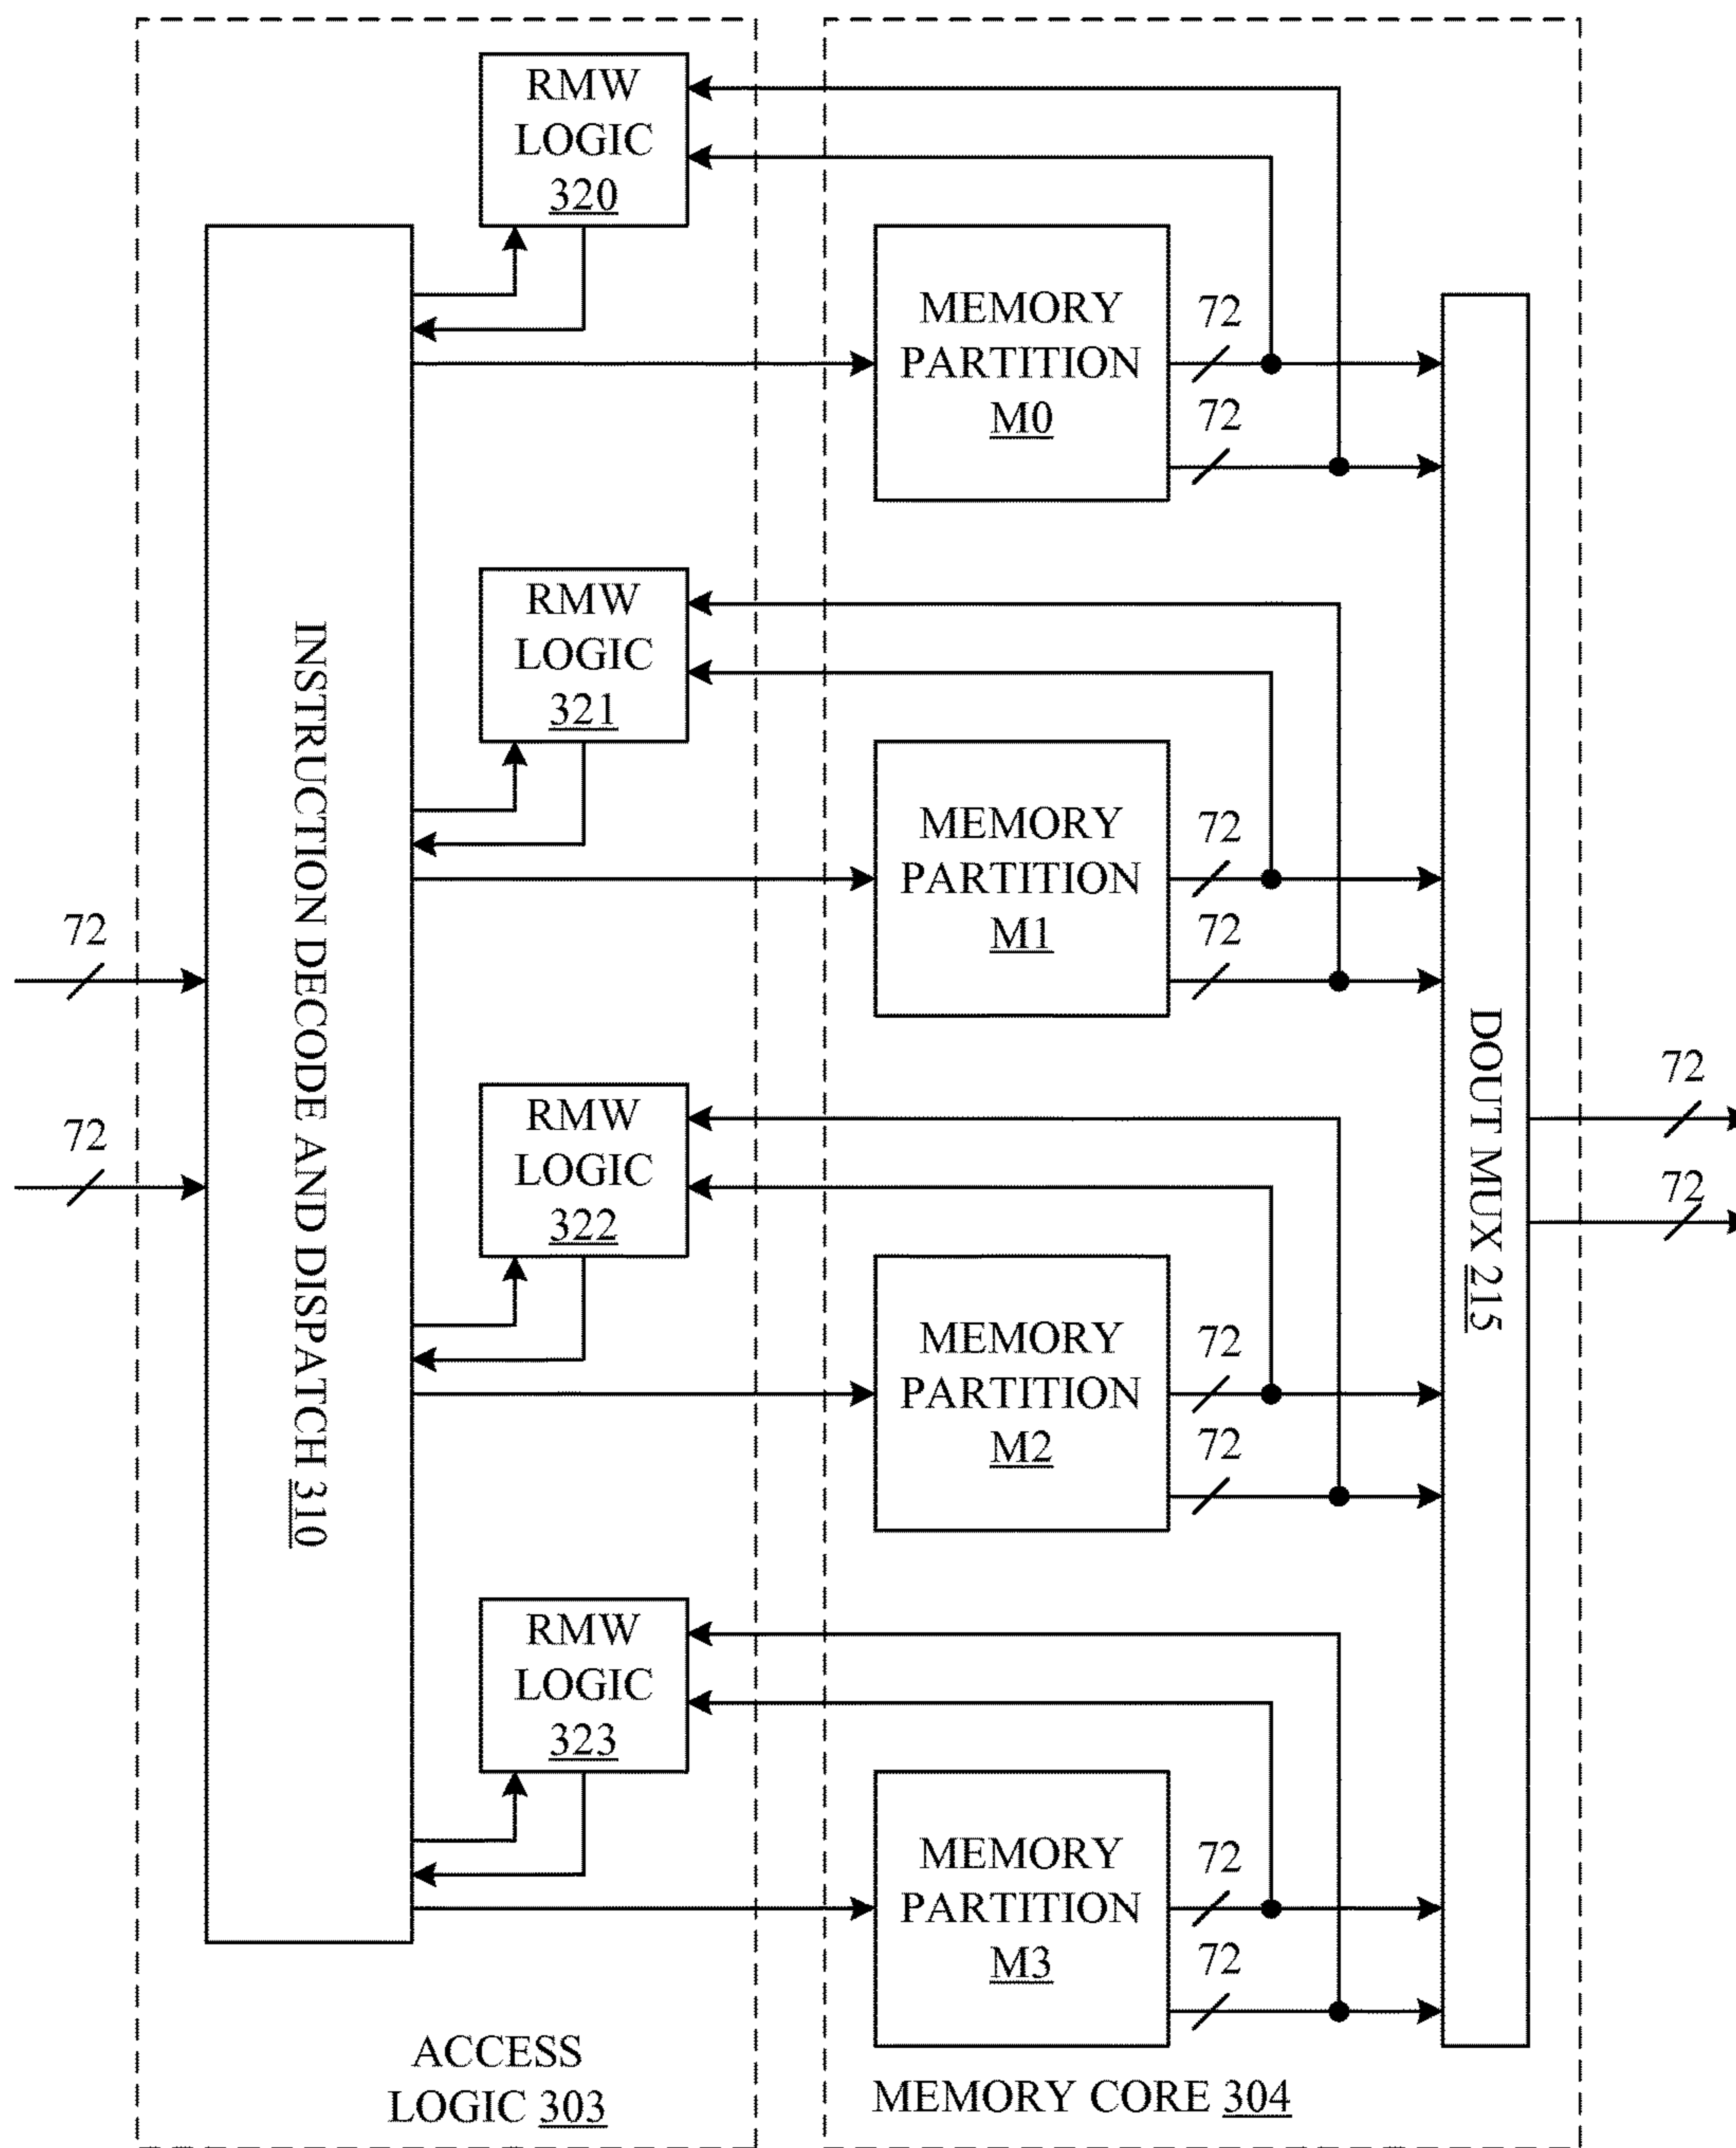 RMW
LOGIC
320
MEMORY
PARTITION
M0
72
72
RMW
LOGIC
321
MEMORY
PARTITION
M1
72
72
INSTRUCTION DECODE AND DISPATCH 310
72
72
RMW
LOGIC
322
MEMORY
PARTITION
M2
72
72
DOUT MUX 215
72
72
RMW
LOGIC
323
MEMORY
PARTITION
M3
72
72
ACCESS
LOGIC 303
MEMORY CORE 304